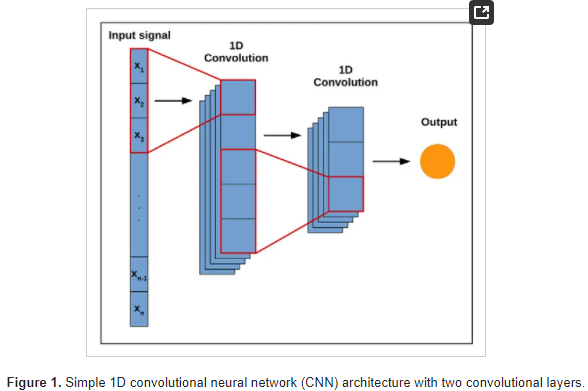 Input signal
1D
Convolution
1D
Convolution
Output
x₁
x₂
x₃
.
.
.
xₙ₋₁
xₙ
Figure 1. Simple 1D convolutional neural network (CNN) architecture with two convolutional layers.